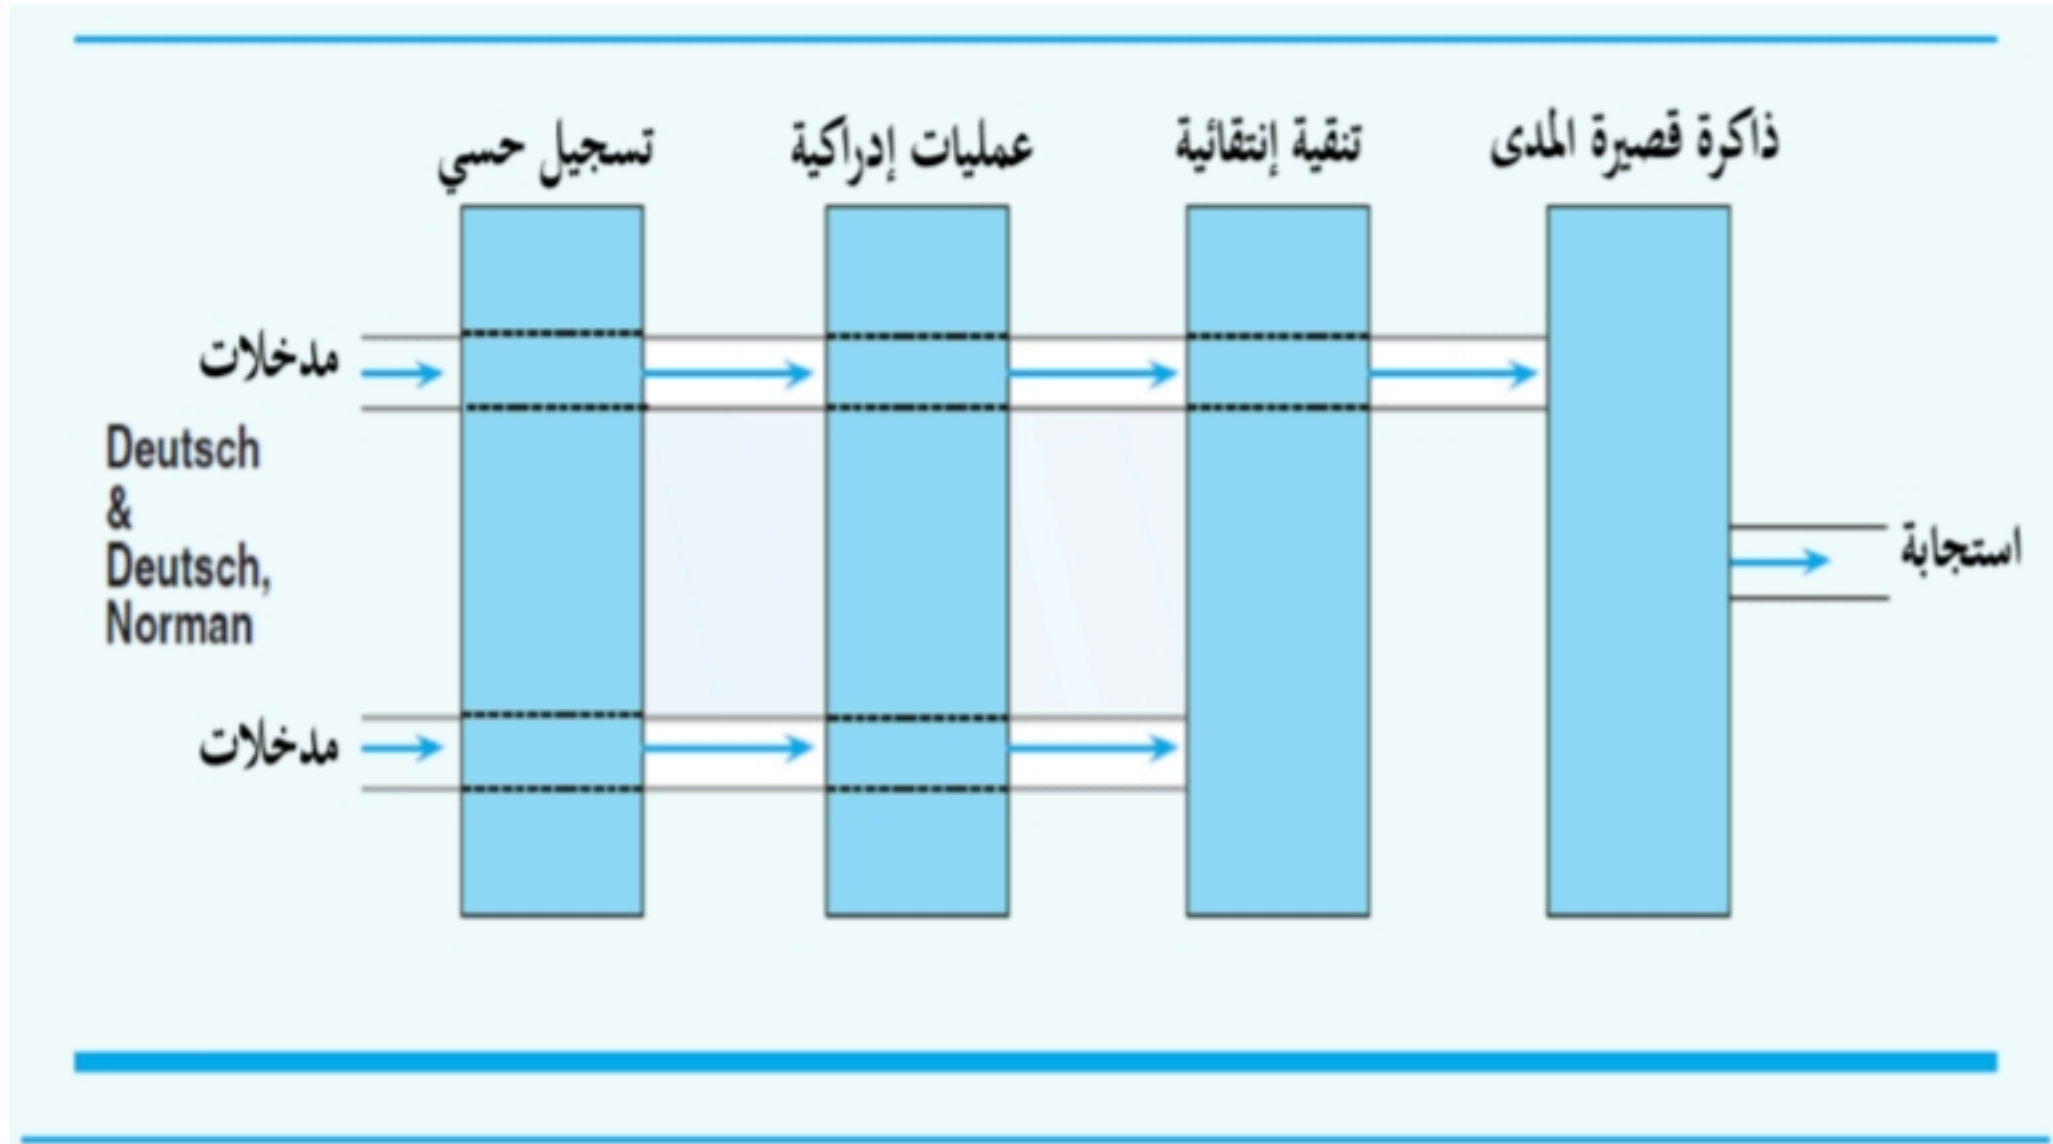 تسجيل حسي
عمليات إدراكية
تنقية إنتقائية
ذاكرة قصيرة المدى
مدخلات
Deutsch
&
Deutsch,
Norman
مدخلات
استجابة